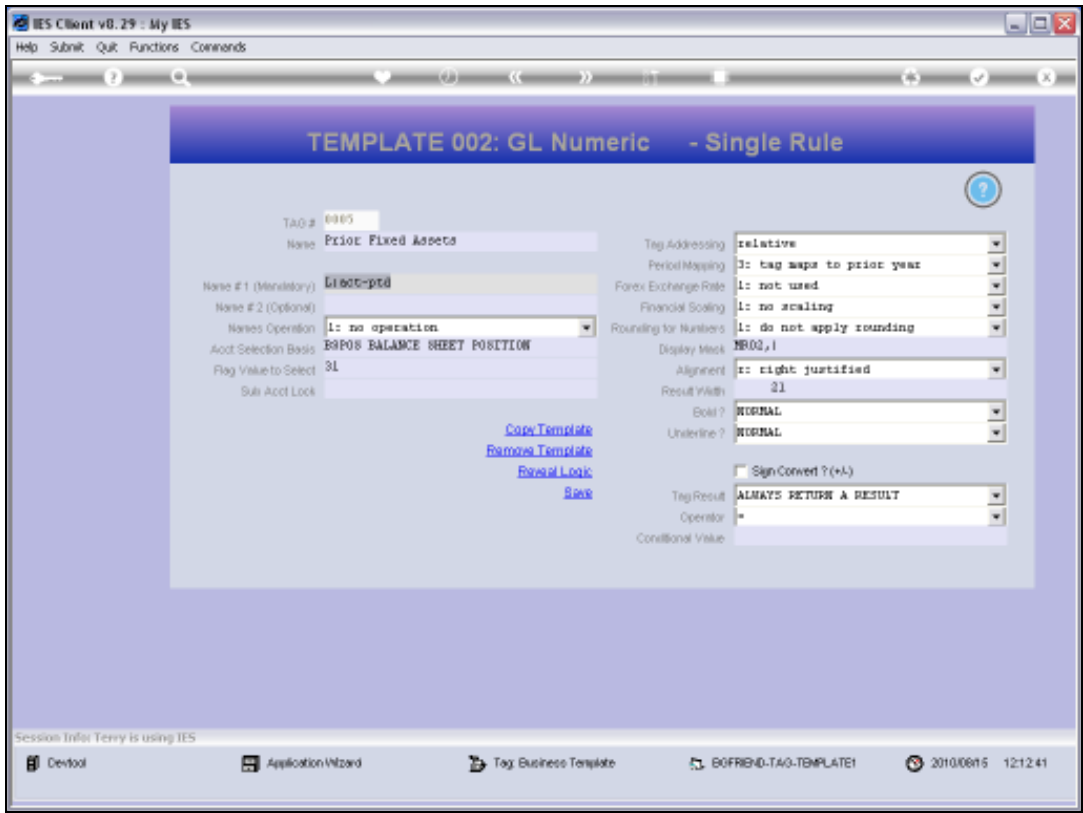 IES Client v8.29 : My IES
Help Submit Quit Functions Commands
TEMPLATE 002: GL Numeric - Single Rule
TAG # 0005
Name Prior Fixed Assets
Name # 1 (Mandatory) L:act-ptd
Name # 2 (Optional)
Names Operation 1: no operation
Acct Selection Basis BSPOS BALANCE SHEET POSITION
Flag Value to Select 31
Sub Acct Lock
Copy Template
Remove Template
Reveal Logic
Save
Tag Addressing relative
Period Mapping 3: tag maps to prior year
Forex Exchange Rate 1: not used
Financial Scaling 1: no scaling
Rounding for Numbers 1: do not apply rounding
Display Mask MR02,|
Alignment r: right justified
Result Width 21
Bold ? NORMAL
Underline ? NORMAL
Sign Convert ? (+/-)
Tag Result ALWAYS RETURN A RESULT
Operator =
Conditional Value
Session Info: Terry is using IES
Devtool Application Wizard Tag: Business Template BGFRIEND-TAG-TEMPLATE1 2010/08/15 12:12:41